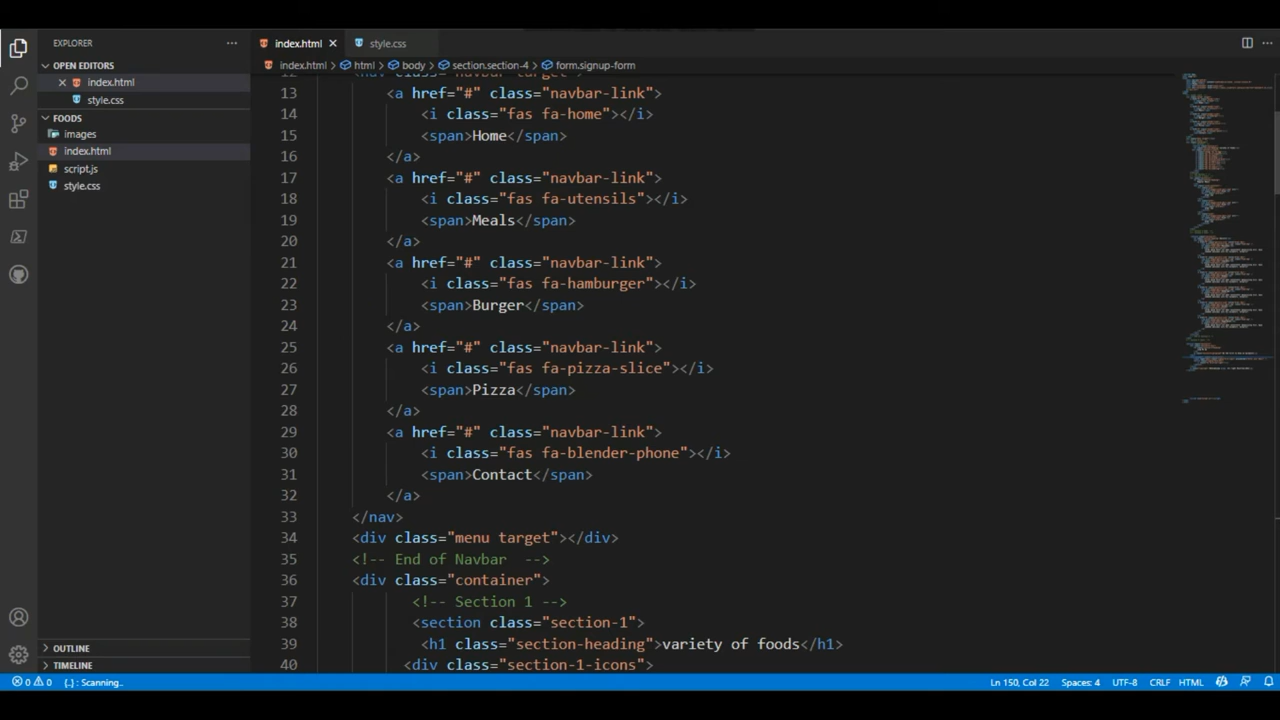 EXPLORER
index.html
style.css
OPEN EDITORS
index.html
style.css
FOODS
images
index.html
script.js
style.css
OUTLINE
TIMELINE
index.html > html > body > section.section-4 > form.signup-form
12 <nav class="navbar target">
13 <a href="#" class="navbar-link">
14 <i class="fas fa-home"></i>
15 <span>Home</span>
16 </a>
17 <a href="#" class="navbar-link">
18 <i class="fas fa-utensils"></i>
19 <span>Meals</span>
20 </a>
21 <a href="#" class="navbar-link">
22 <i class="fas fa-hamburger"></i>
23 <span>Burger</span>
24 </a>
25 <a href="#" class="navbar-link">
26 <i class="fas fa-pizza-slice"></i>
27 <span>Pizza</span>
28 </a>
29 <a href="#" class="navbar-link">
30 <i class="fas fa-blender-phone"></i>
31 <span>Contact</span>
32 </a>
33 </nav>
34 <div class="menu target"></div>
35 <!-- End of Navbar  -->
36 <div class="container">
37 <!-- Section 1 -->
38 <section class="section-1">
39 <h1 class="section-heading">variety of foods</h1>
40 <div class="section-1-icons">
0 0 {..} : Scanning.. Ln 150, Col 22 Spaces: 4 UTF-8 CRLF HTML